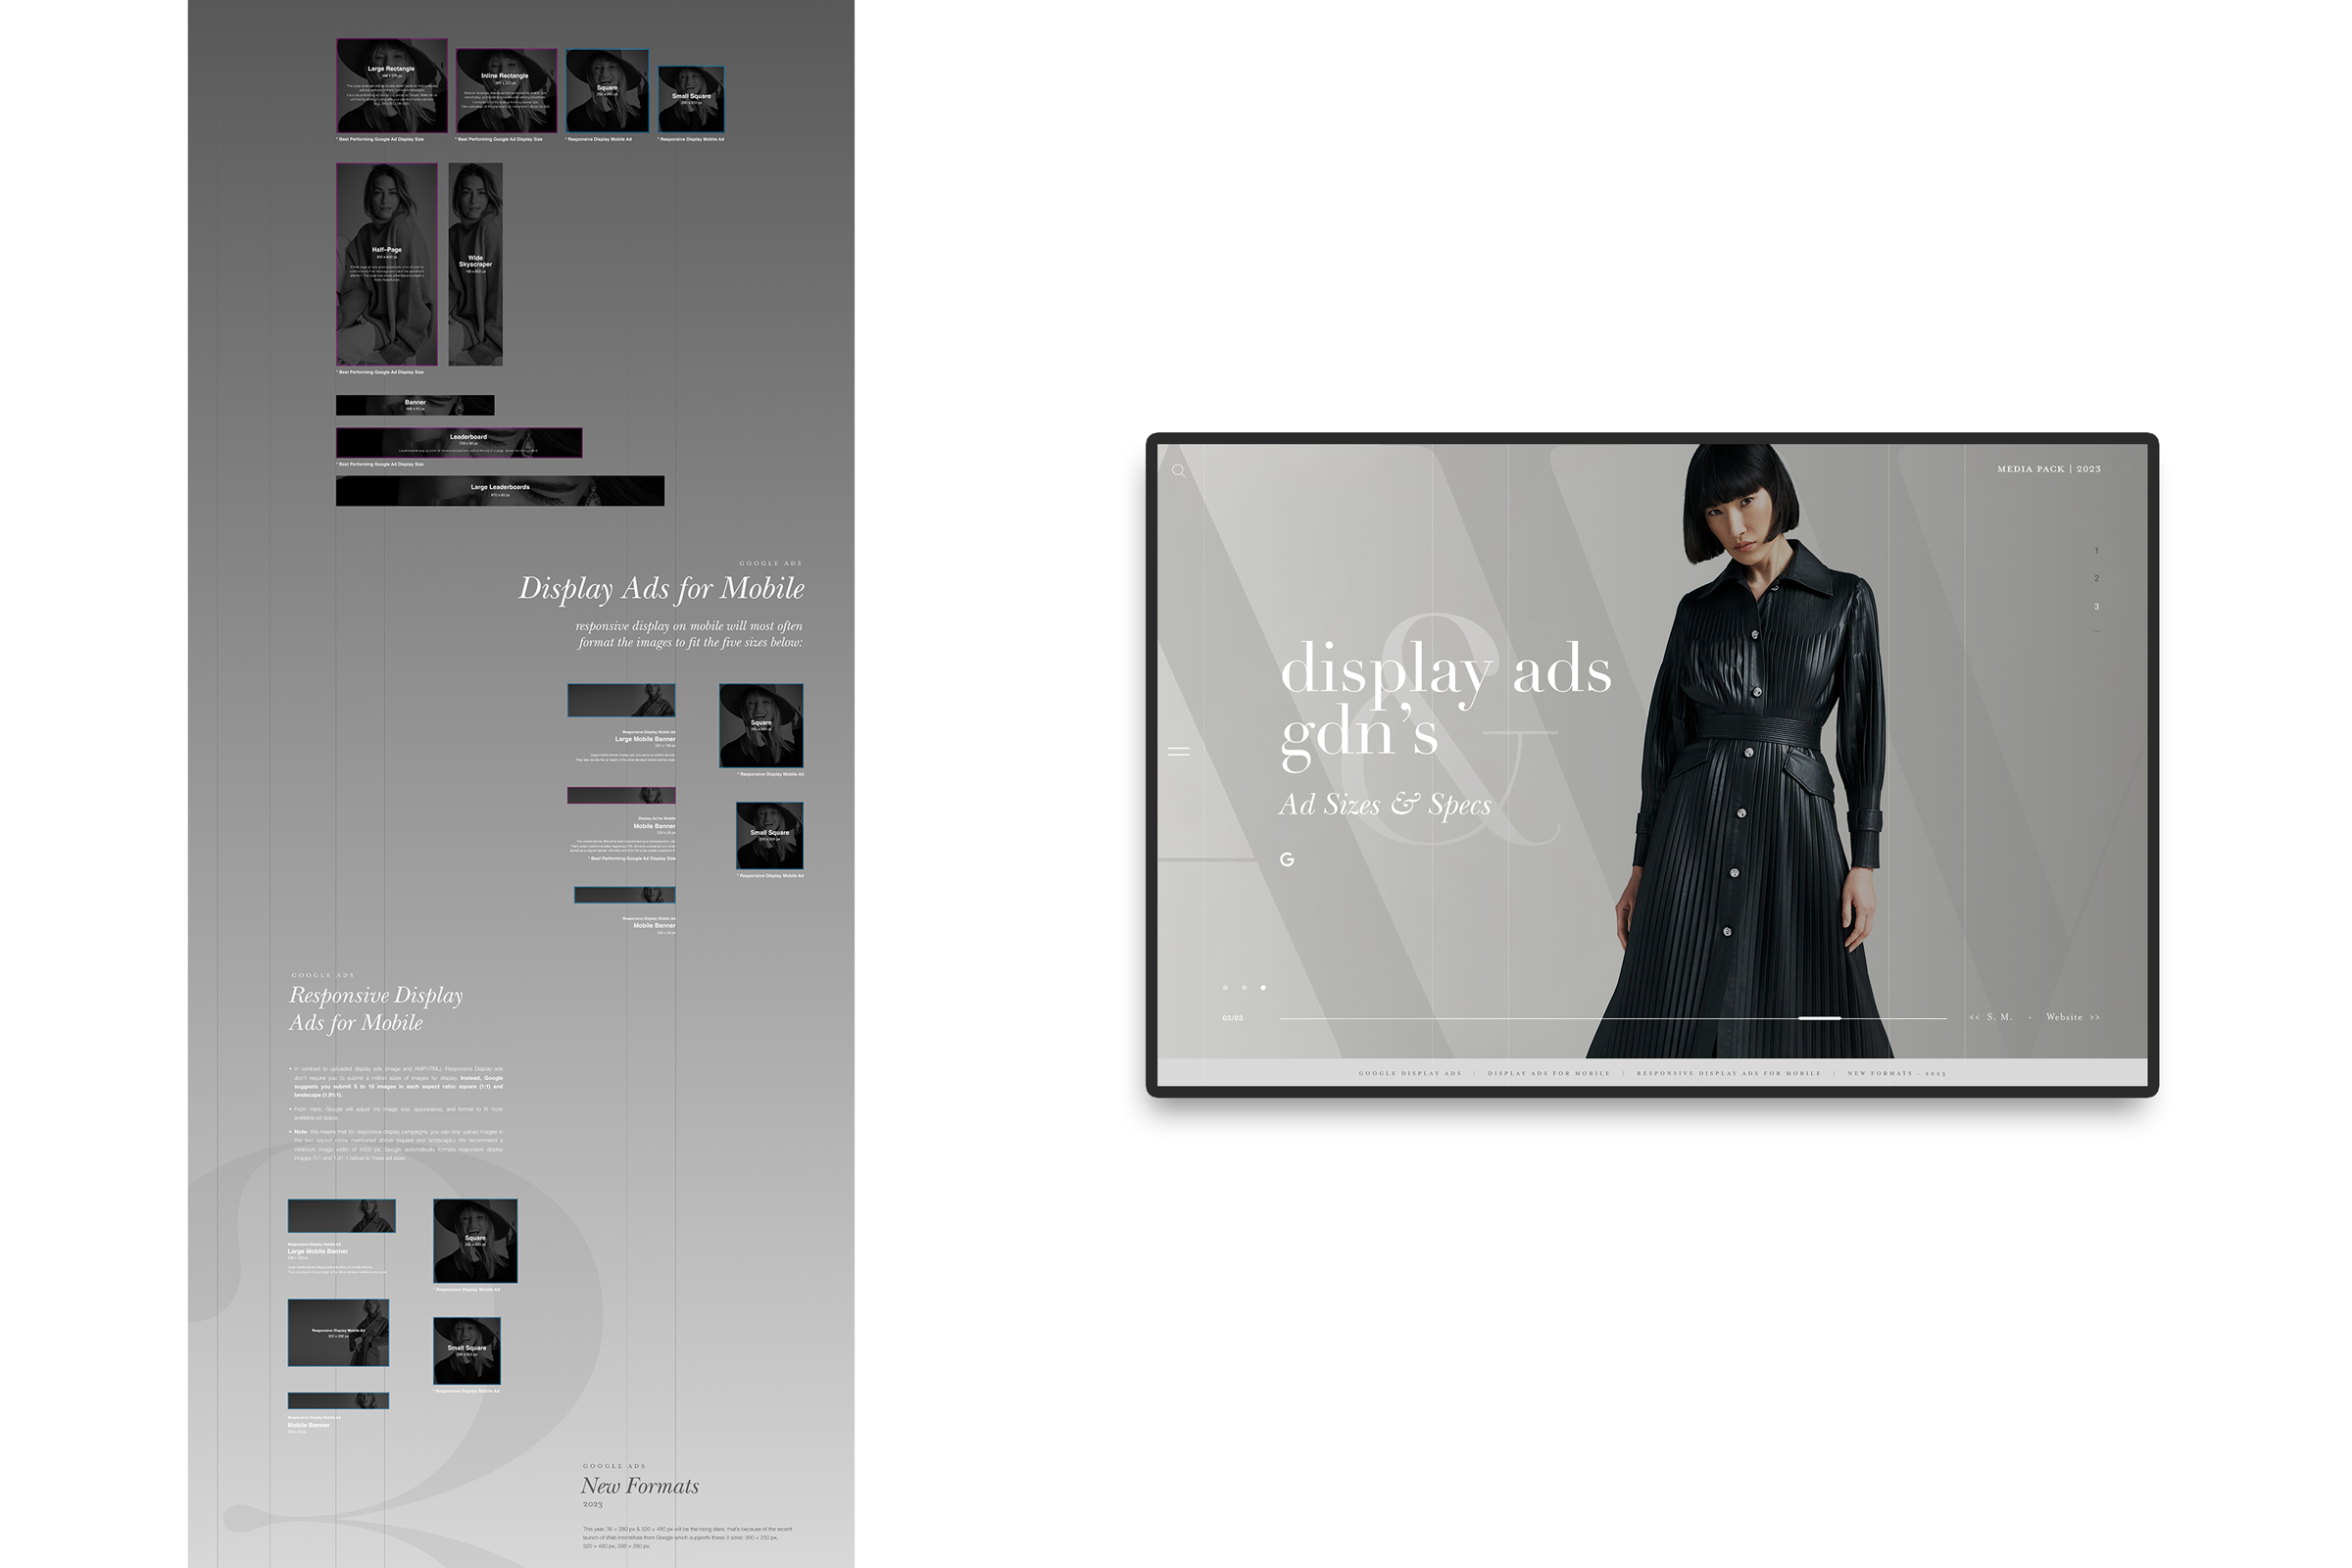 Large Rectangle
336 x 280 px
* Best Performing Google Ad Display Size
Inline Rectangle
300 x 250 px
* Best Performing Google Ad Display Size
Square
250 x 250 px
* Responsive Display Mobile Ad
Small Square
200 x 200 px
* Responsive Display Mobile Ad
Half-Page
300 x 600 px
* Best Performing Google Ad Display Size
Wide
Skyscraper
160 x 600 px
Banner
468 x 60 px
Leaderboard
728 x 90 px
* Best Performing Google Ad Display Size
Large Leaderboards
970 x 90 px
GOOGLE ADS
Display Ads for Mobile
responsive display on mobile will most often
format the images to fit the five sizes below:
Responsive Display Mobile Ad
Large Mobile Banner
320 x 100 px
Square
250 x 250 px
* Responsive Display Mobile Ad
Display Ad for Mobile
Mobile Banner
320 x 50 px
* Best Performing Google Ad Display Size
Small Square
200 x 200 px
* Responsive Display Mobile Ad
Responsive Display Mobile Ad
Mobile Banner
GOOGLE ADS
Responsive Display
Ads for Mobile
• In contrast to uploaded display ads (image and AMPHTML), Responsive Display ads
don't require you to submit a million sizes of images for display. Instead, Google
suggests you submit 5 to 10 images in each aspect ratio: square (1:1) and
landscape (1.91:1).
• From there, Google will adjust the image size, appearance, and format to fit most
available ad space.
• Note: this means that for responsive display campaigns, you can only upload images in
the two aspect ratios mentioned above (square and landscape.) We recommend a
minimum image width of 1200 px. Google automatically formats responsive display
images (1:1 and 1.91:1 ratios) to these ad sizes.
Responsive Display Mobile Ad
Large Mobile Banner
320 x 100 px
Square
250 x 250 px
* Responsive Display Mobile Ad
Responsive Display Mobile Ad
Small Square
200 x 200 px
* Responsive Display Mobile Ad
Responsive Display Mobile Ad
Mobile Banner
GOOGLE ADS
New Formats
2023
This year, 36 × 280 px & 320 × 480 px will be the rising stars, that's because of the recent
launch of Web Interstitials from Google which supports these 3 sizes: 300 × 250 px,
320 × 480 px, 336 × 280 px.
MEDIA PACK | 2023
1
2
3
&
display ads
gdn's
Ad Sizes & Specs
G
03/03
<< S. M. · Website >>
GOOGLE DISPLAY ADS | DISPLAY ADS FOR MOBILE | RESPONSIVE DISPLAY ADS FOR MOBILE | NEW FORMATS - 2023